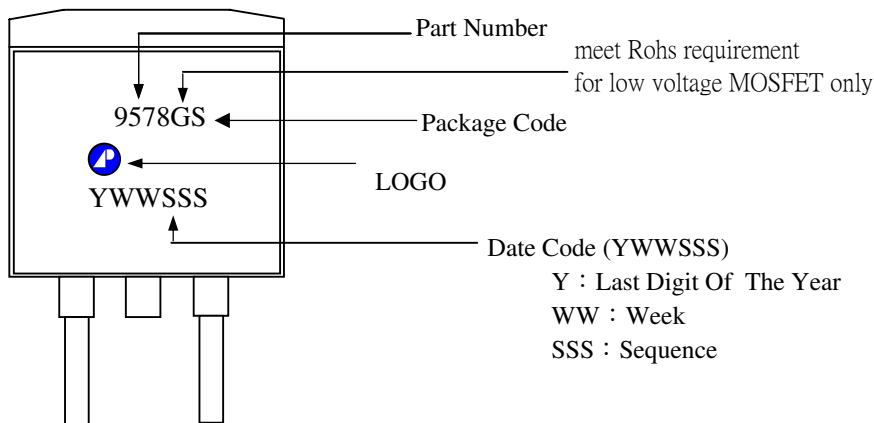 Part Number
meet Rohs requirement
for low voltage MOSFET only
9578GS
Package Code
LOGO
YWWSSS
Date Code (YWWSSS)
Y：Last Digit Of The Year
WW：Week
SSS：Sequence